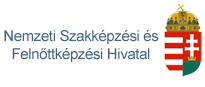 Nemzeti Szakképzési és
Felnőttképzési Hivatal